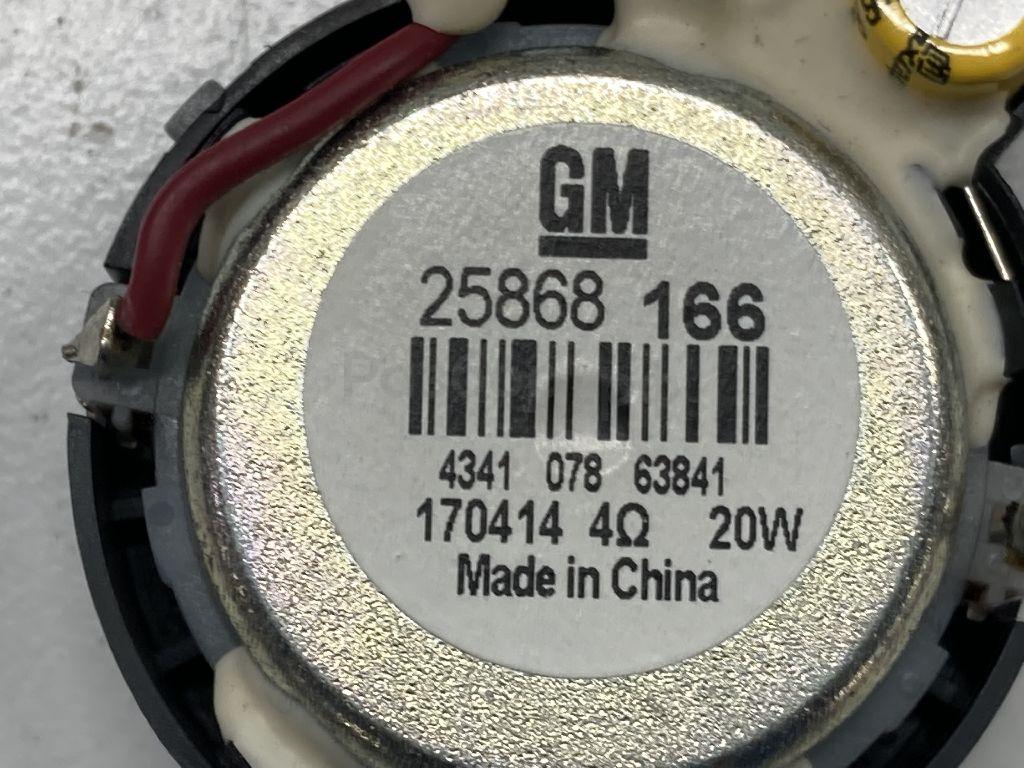 GM
25868 166
4341 078 63841
170414 4Ω 20W
Made in China